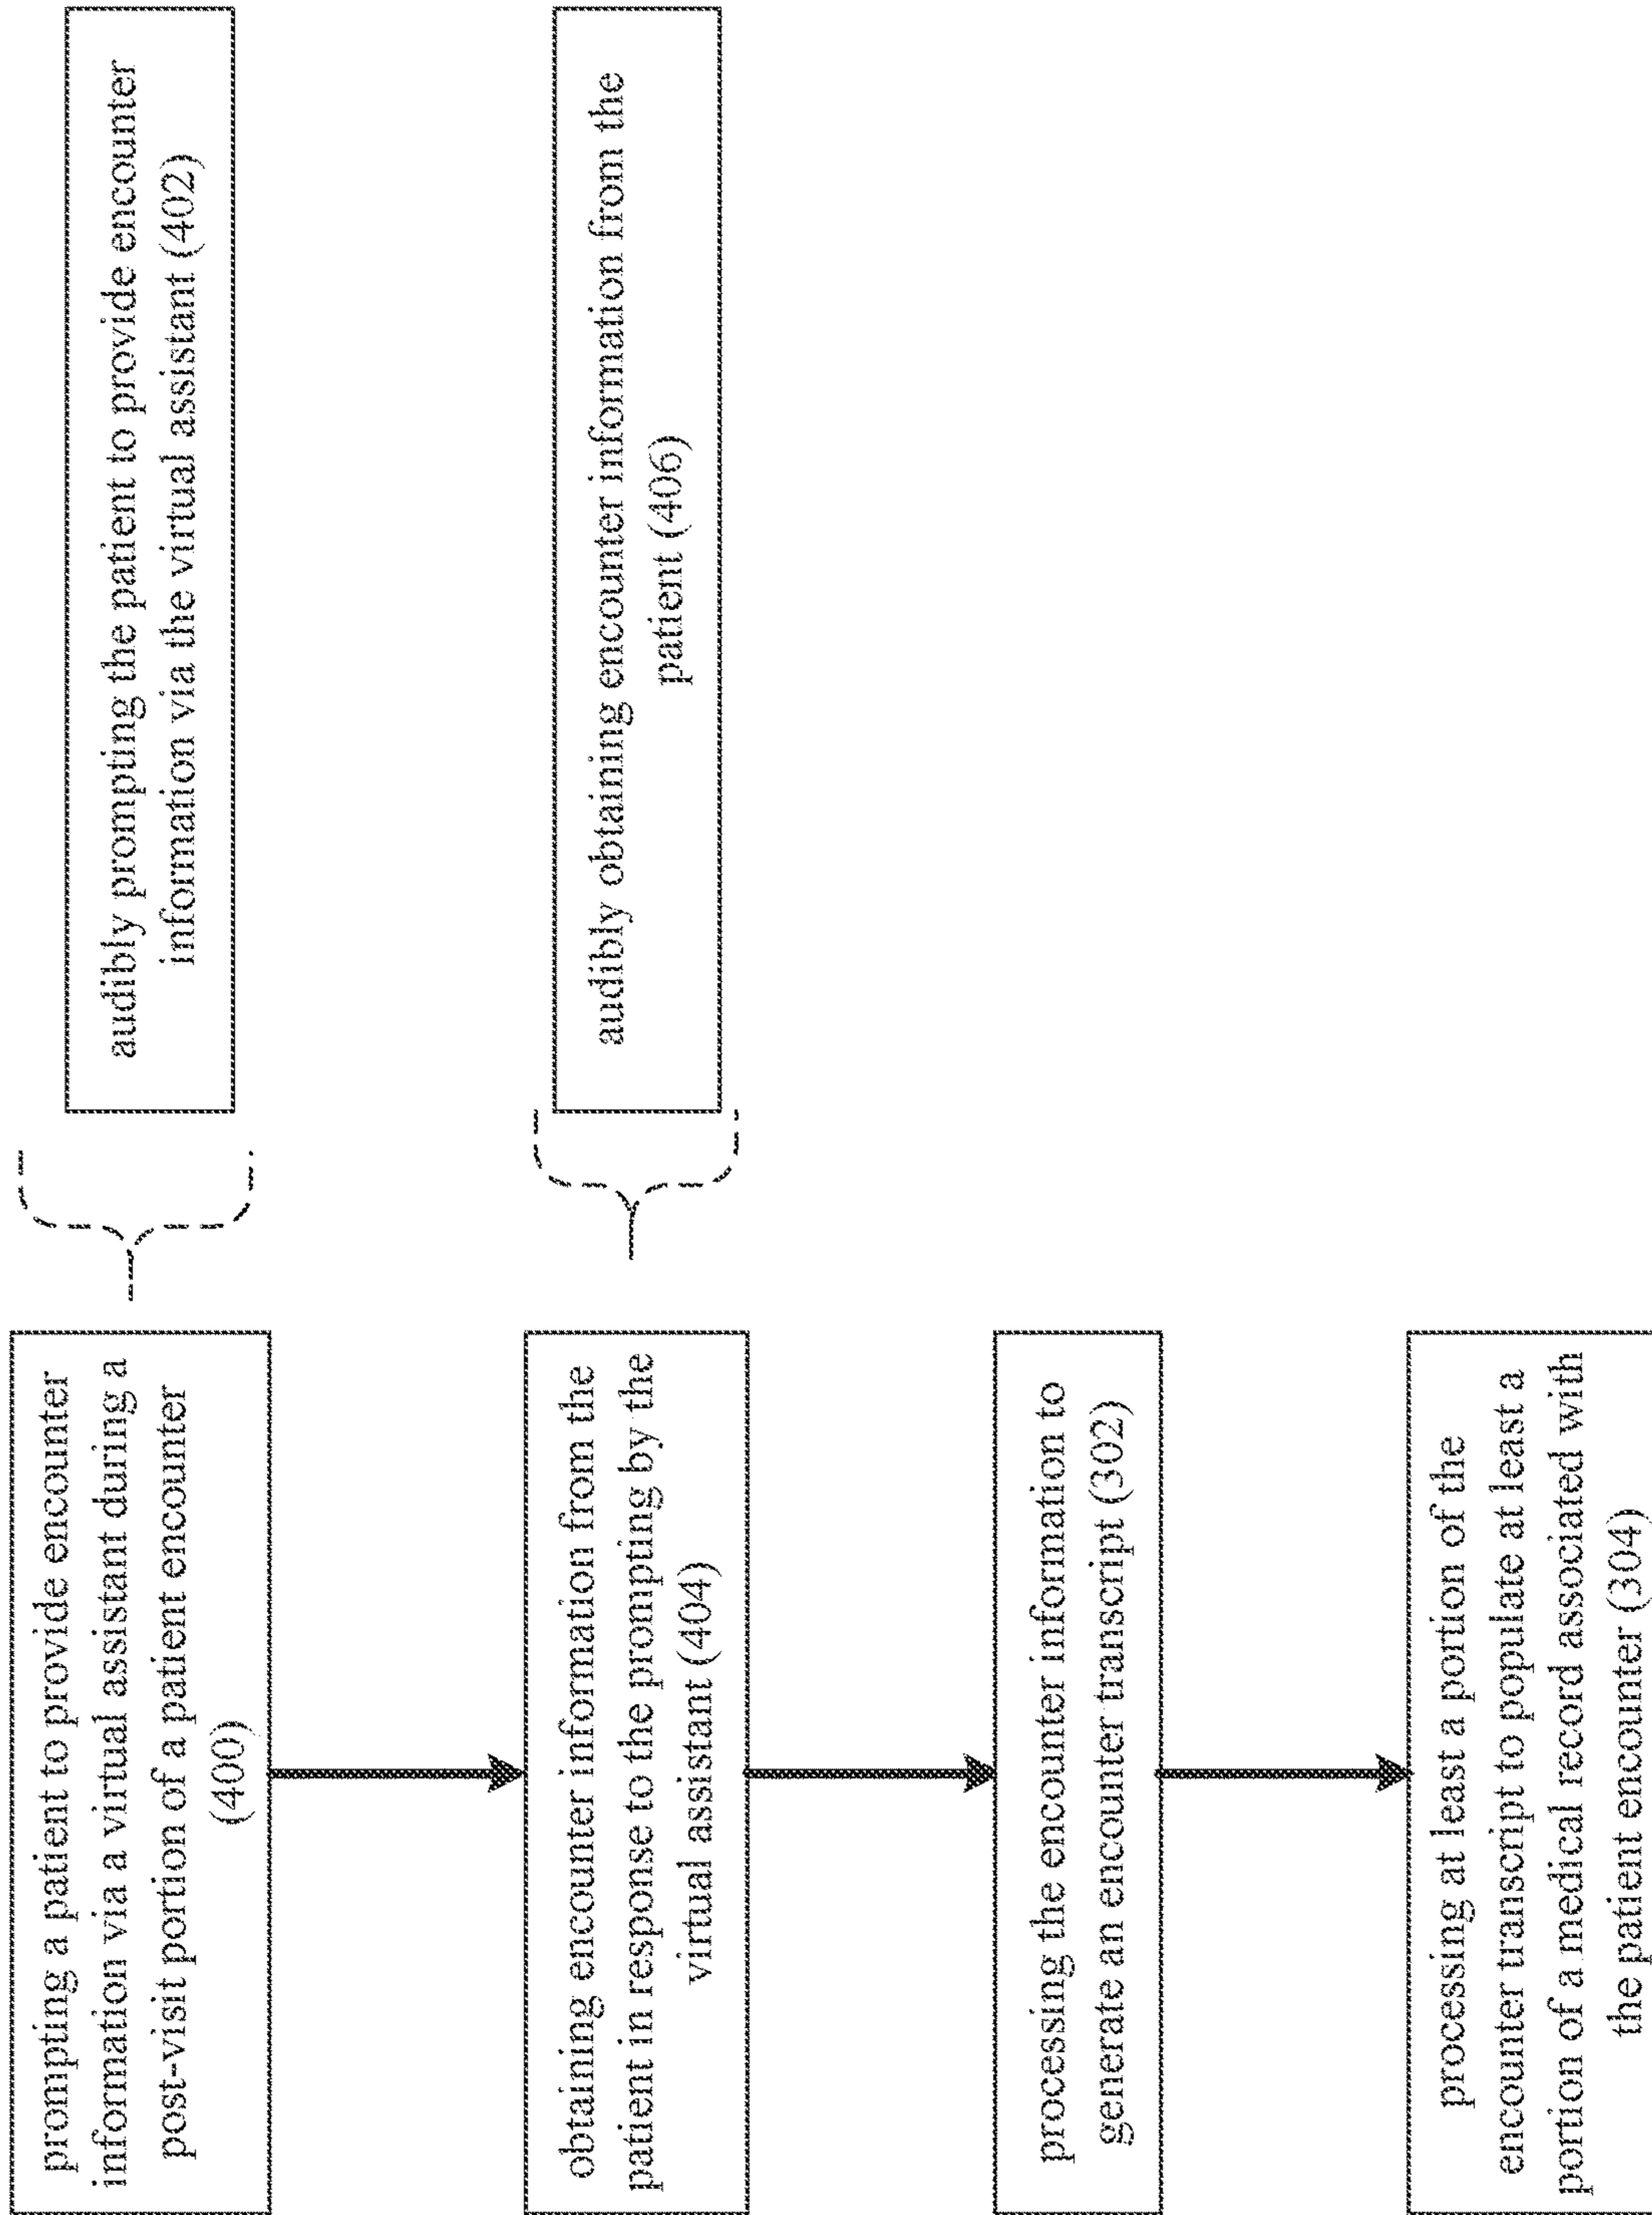 prompting a patient to provide encounter
information via a virtual assistant during a
post-visit portion of a patient encounter
(400)
audibly prompting the patient to provide encounter
information via the virtual assistant (402)
obtaining encounter information from the
patient in response to the prompting by the
virtual assistant (404)
audibly obtaining encounter information from the
patient (406)
processing the encounter information to
generate an encounter transcript (302)
processing at least a portion of the
encounter transcript to populate at least a
portion of a medical record associated with
the patient encounter (304)